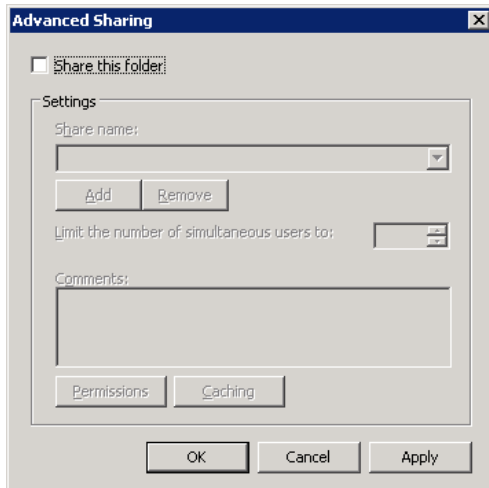 Advanced Sharing
Share this folder
Settings
Share name:
Add Remove
Limit the number of simultaneous users to:
Comments:
Permissions Caching
OK Cancel Apply